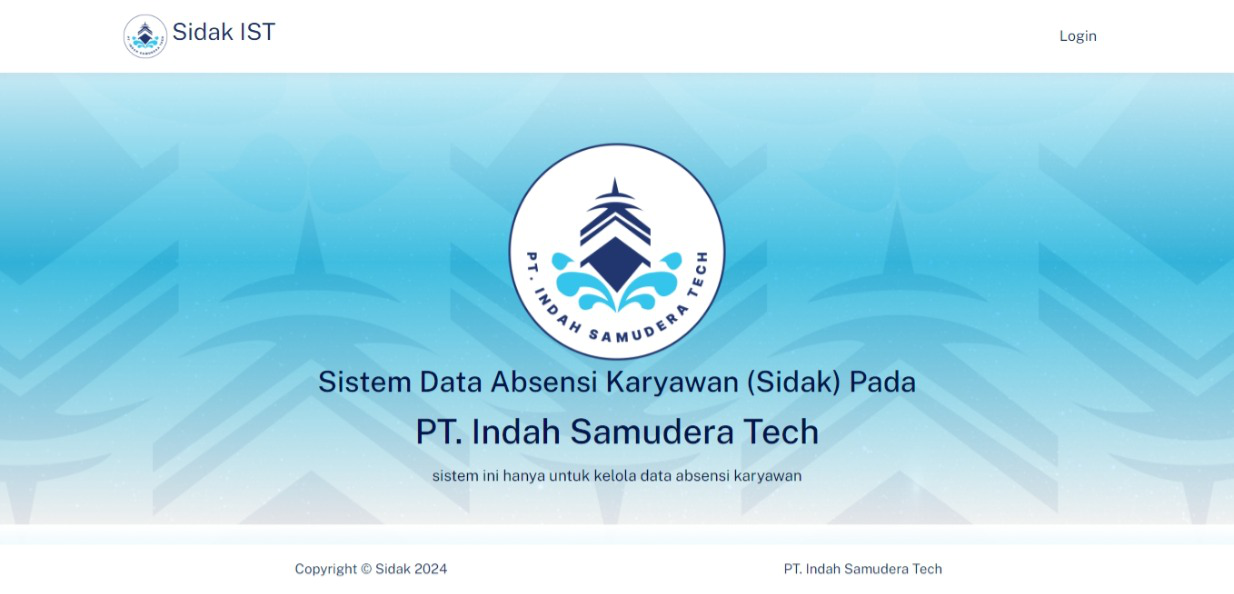 Sidak IST
Login
PT. INDAH SAMUDERA TECH
Sistem Data Absensi Karyawan (Sidak) Pada
PT. Indah Samudera Tech
sistem ini hanya untuk kelola data absensi karyawan
Copyright © Sidak 2024
PT. Indah Samudera Tech